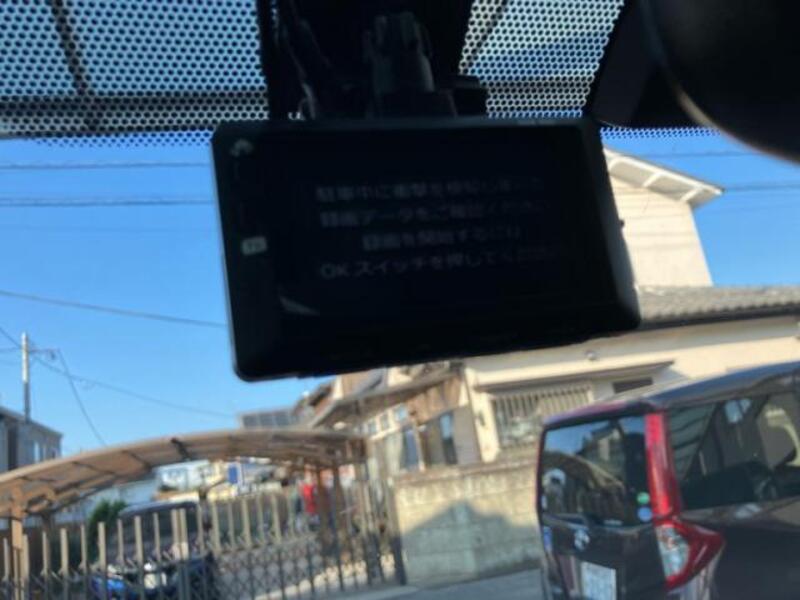 駐車中に衝撃を検知しました
録画データをご確認ください
録画を開始するには
OKスイッチを押してください